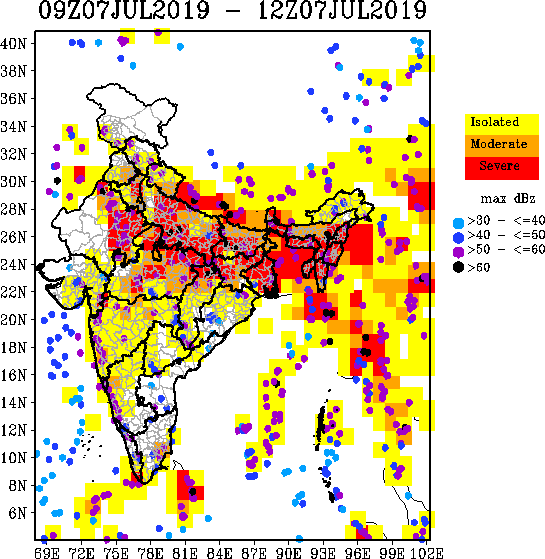 09Z07JUL2019 - 12Z07JUL2019
40N
38N
36N
34N
32N
30N
28N
26N
24N
22N
20N
18N
16N
14N
12N
10N
8N
6N
69E 72E 75E 78E 81E 84E 87E 90E 93E 96E 99E 102E
Isolated
Moderate
Severe
max dBz
>30 - <=40
>40 - <=50
>50 - <=60
>60